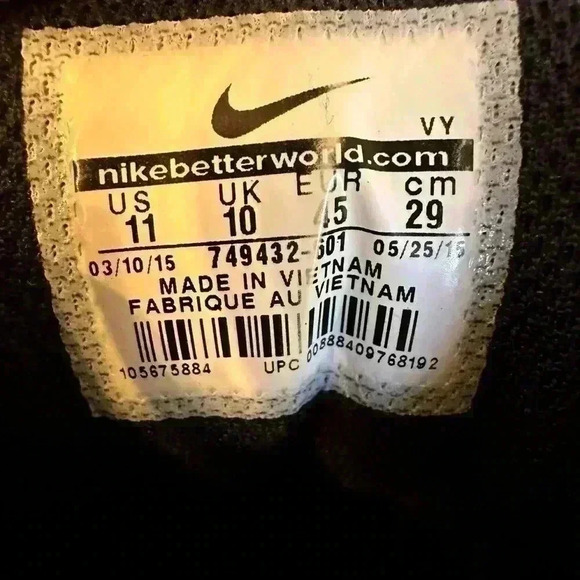 VY
nikebetterworld.com
US UK EUR cm
11 10 45 29
03/10/15 749432-601 05/25/15
MADE IN VIETNAM
FABRIQUE AU VIETNAM
105675884 UPC 00888409768192